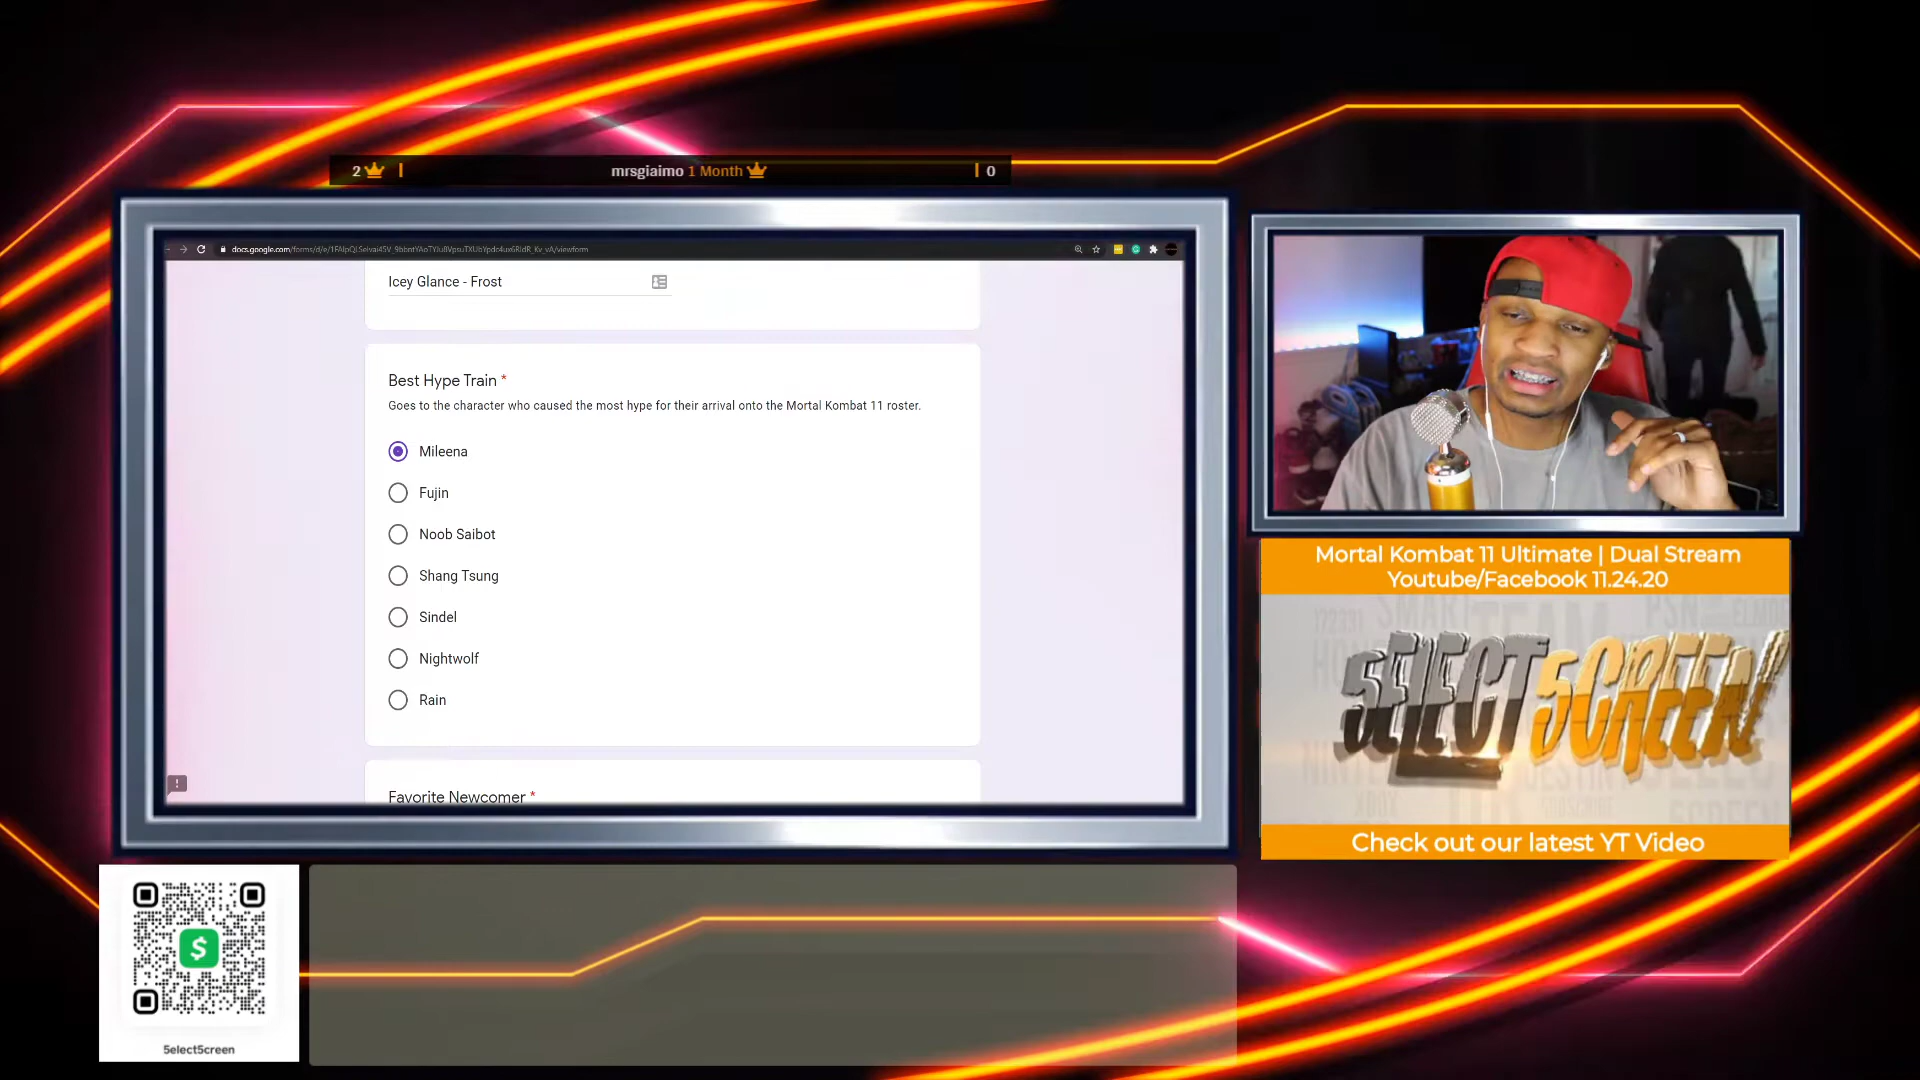 2
mrsgiaimo 1 Month
0
Icey Glance - Frost
Best Hype Train *
Goes to the character who caused the most hype for their arrival onto the Mortal Kombat 11 roster.
Mileena
Fujin
Noob Saibot
Shang Tsung
Sindel
Nightwolf
Rain
Favorite Newcomer *
Mortal Kombat 11 Ultimate | Dual Stream
Youtube/Facebook 11.24.20
5ELECT5CREEN
Check out our latest YT Video
$
5elect5creen